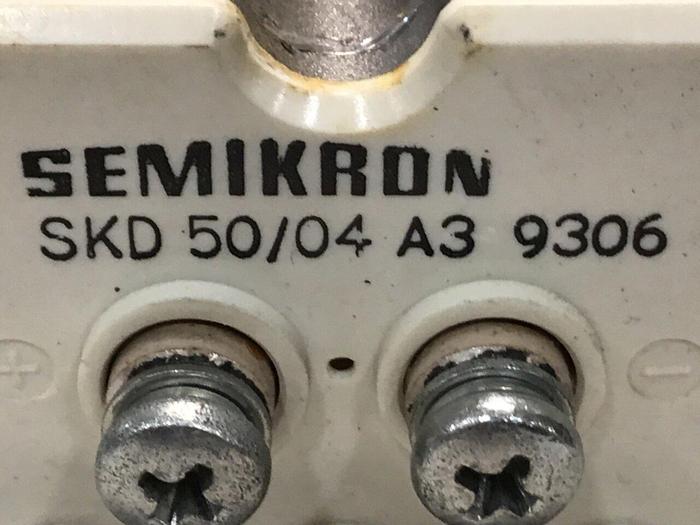 SEMIKRON
SKD 50/04 A3 9306
+ −